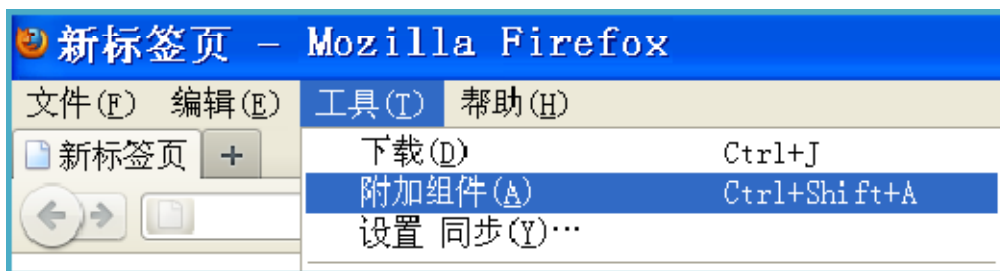 新标签页 - Mozilla Firefox
文件(F) 编辑(E) 工具(T) 帮助(H)
新标签页 +
下载(D) Ctrl+J
附加组件(A) Ctrl+Shift+A
设置 同步(Y)…